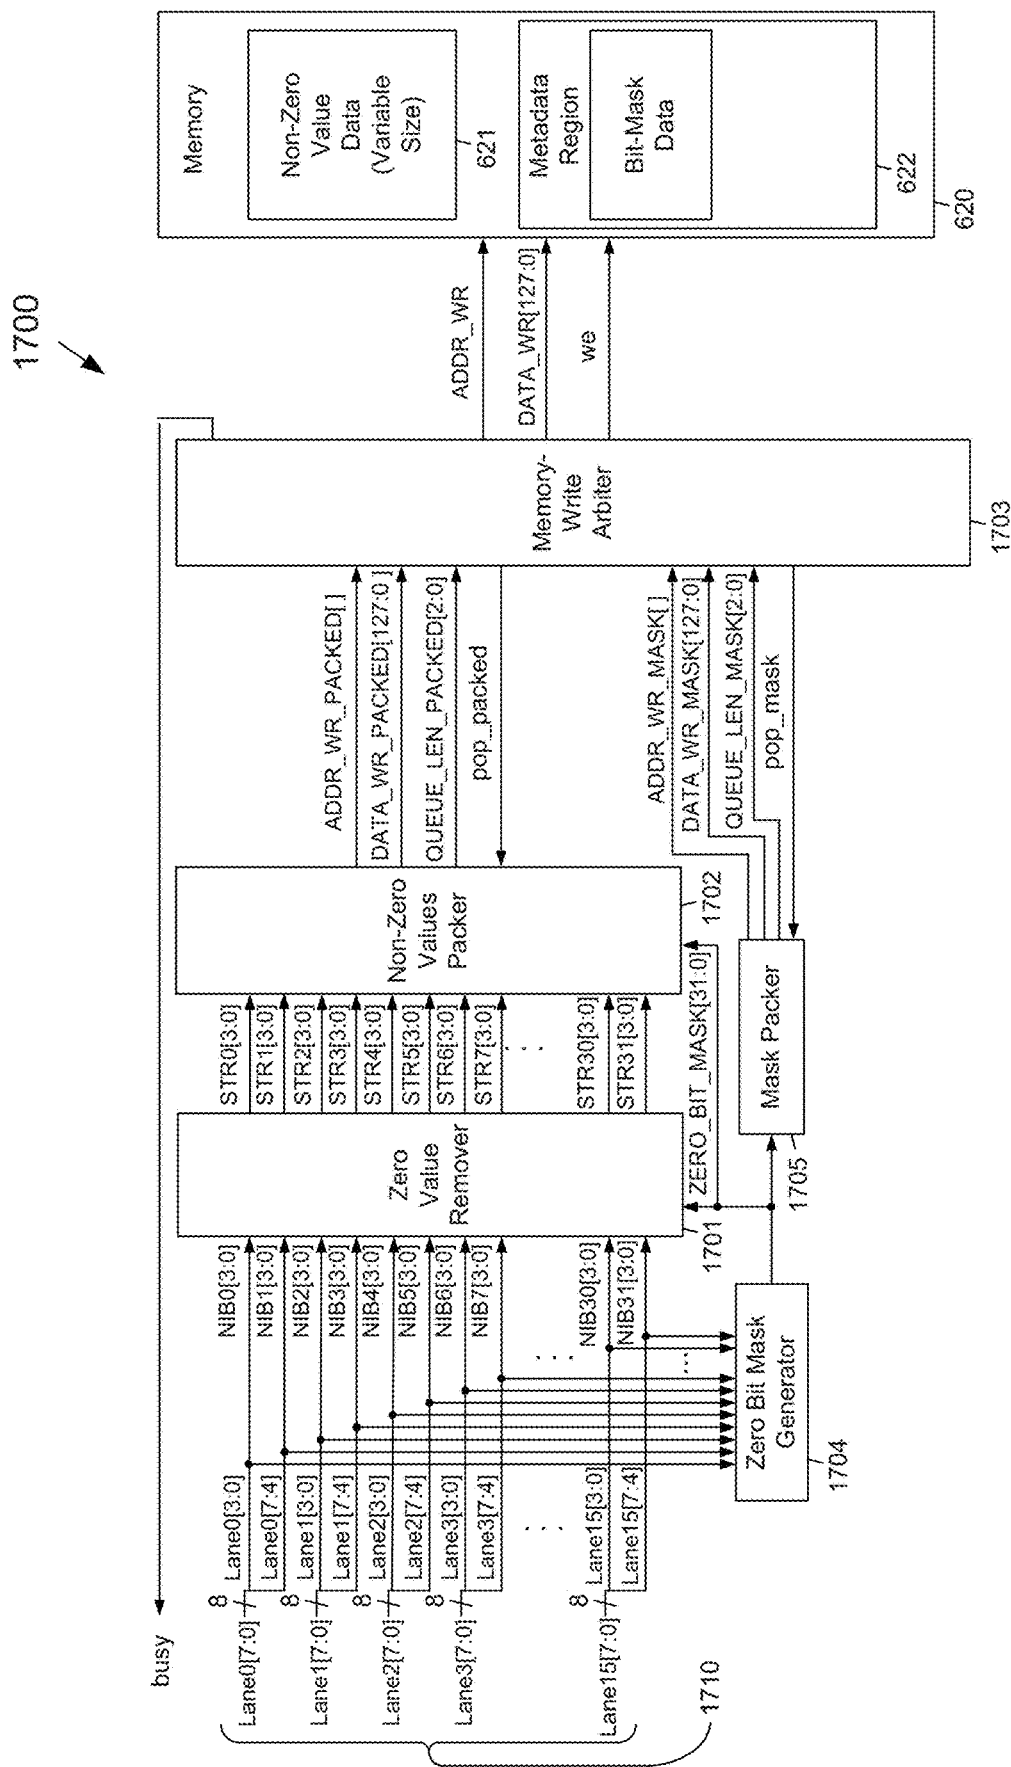 1700
busy
Lane0[7:0]
Lane1[7:0]
Lane2[7:0]
Lane3[7:0]
Lane15[7:0]
1710
8
8
8
8
8
Lane0[3:0]
Lane0[7:4]
Lane1[3:0]
Lane1[7:4]
Lane2[3:0]
Lane2[7:4]
Lane3[3:0]
Lane3[7:4]
. . .
Lane15[3:0]
Lane15[7:4]
NIB0[3:0]
NIB1[3:0]
NIB2[3:0]
NIB3[3:0]
NIB4[3:0]
NIB5[3:0]
NIB6[3:0]
NIB7[3:0]
. . .
NIB30[3:0]
NIB31[3:0]
. . .
Zero Bit Mask
Generator
1704
Zero
Value
Remover
1701
STR0[3:0]
STR1[3:0]
STR2[3:0]
STR3[3:0]
STR4[3:0]
STR5[3:0]
STR6[3:0]
STR7[3:0]
. . . .
STR30[3:0]
STR31[3:0]
ZERO_BIT_MASK[31:0]
Mask Packer
1705
Non-Zero
Values
Packer
1702
ADDR_WR_PACKED[ ]
DATA_WR_PACKED[127:0 ]
QUEUE_LEN_PACKED[2:0]
pop_packed
ADDR_WR_MASK[ ]
DATA_WR_MASK[127:0]
QUEUE_LEN_MASK[2:0]
pop_mask
Memory-
Write
Arbiter
1703
ADDR_WR
DATA_WR[127:0]
we
Memory
Non-Zero
Value
Data
(Variable
Size)
621
Metadata
Region
Bit-Mask
Data
622
620